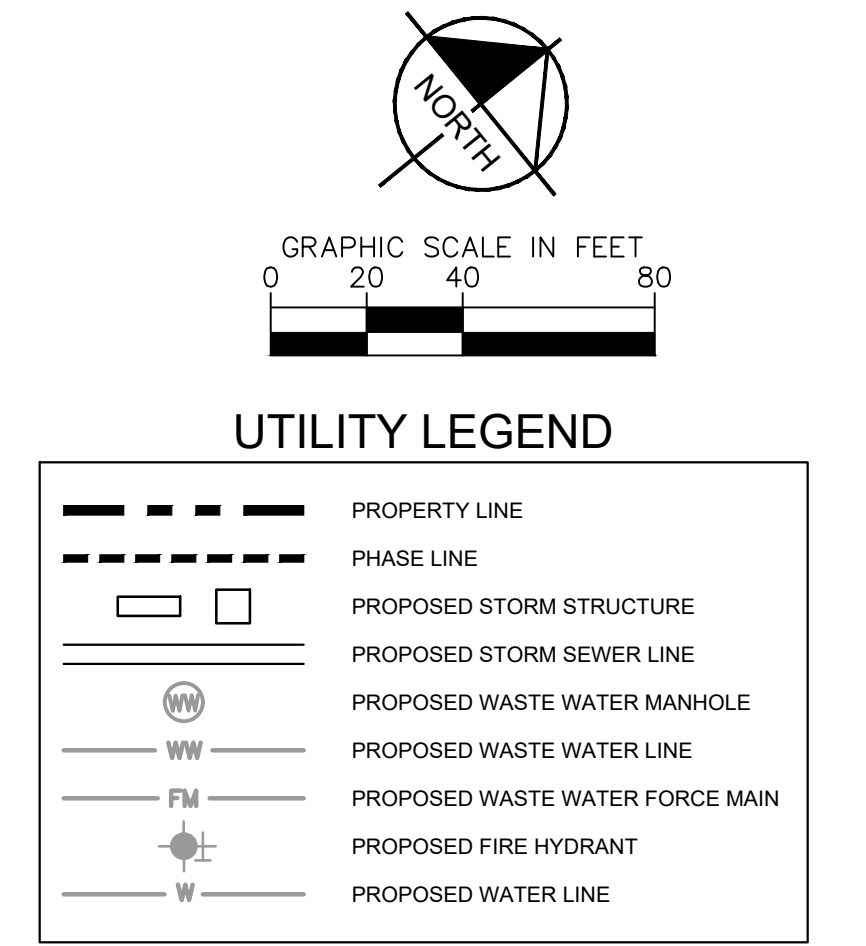 NORTH
GRAPHIC SCALE IN FEET
0 20 40 80
UTILITY LEGEND
PROPERTY LINE
PHASE LINE
PROPOSED STORM STRUCTURE
PROPOSED STORM SEWER LINE
WW PROPOSED WASTE WATER MANHOLE
WW PROPOSED WASTE WATER LINE
FM PROPOSED WASTE WATER FORCE MAIN
PROPOSED FIRE HYDRANT
W PROPOSED WATER LINE